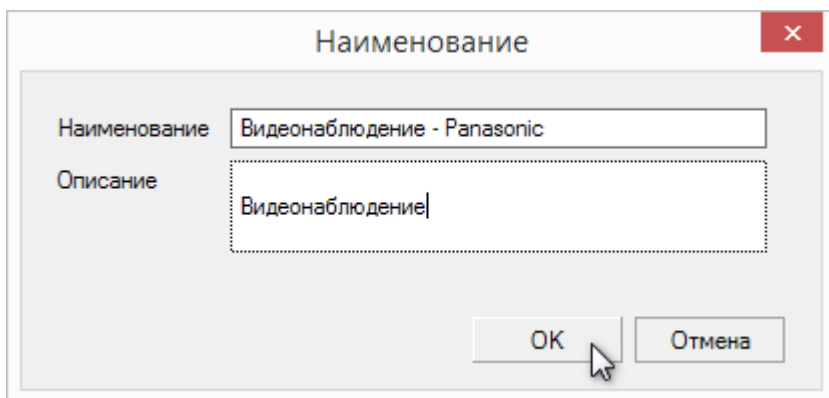 Наименование
Наименование Видеонаблюдение - Panasonic
Описание
Видеонаблюдение
OK Отмена